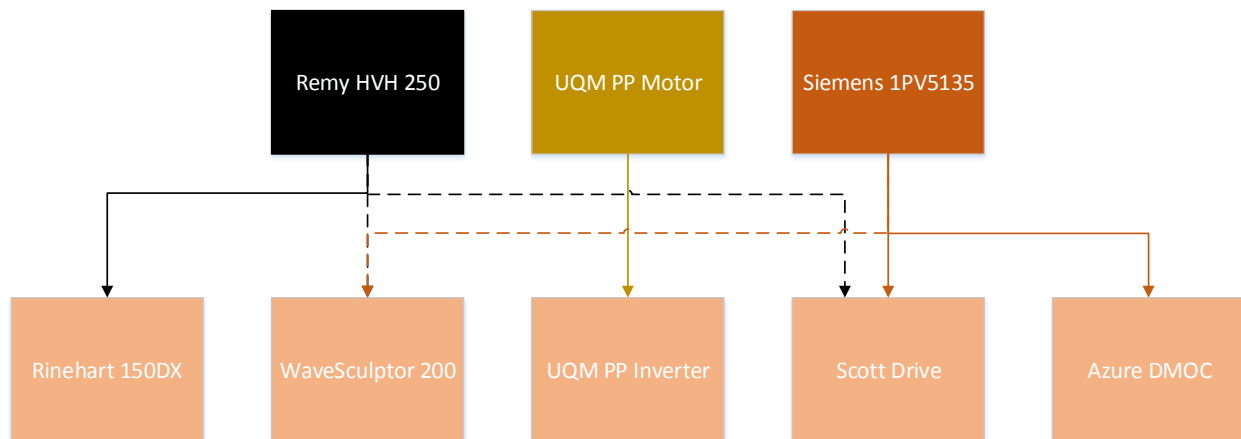 Remy HVH 250
UQM PP Motor
Siemens 1PV5135
Rinehart 150DX
WaveSculptor 200
UQM PP Inverter
Scott Drive
Azure DMOC